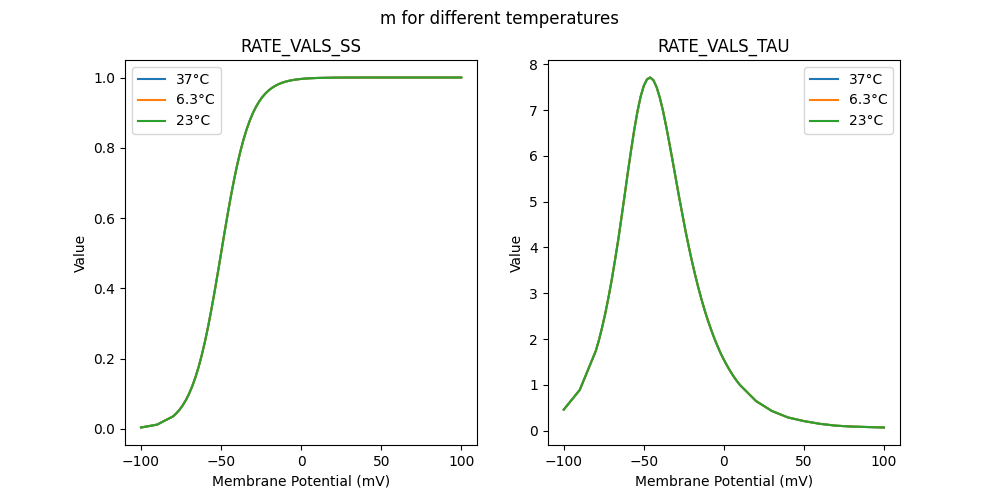 m for different temperatures
RATE_VALS_SS
37°C
6.3°C
23°C
1.0
0.8
0.6
0.4
0.2
0.0
Value
−100
−50
0
50
100
Membrane Potential (mV)
RATE_VALS_TAU
37°C
6.3°C
23°C
8
7
6
5
4
3
2
1
0
Value
−100
−50
0
50
100
Membrane Potential (mV)